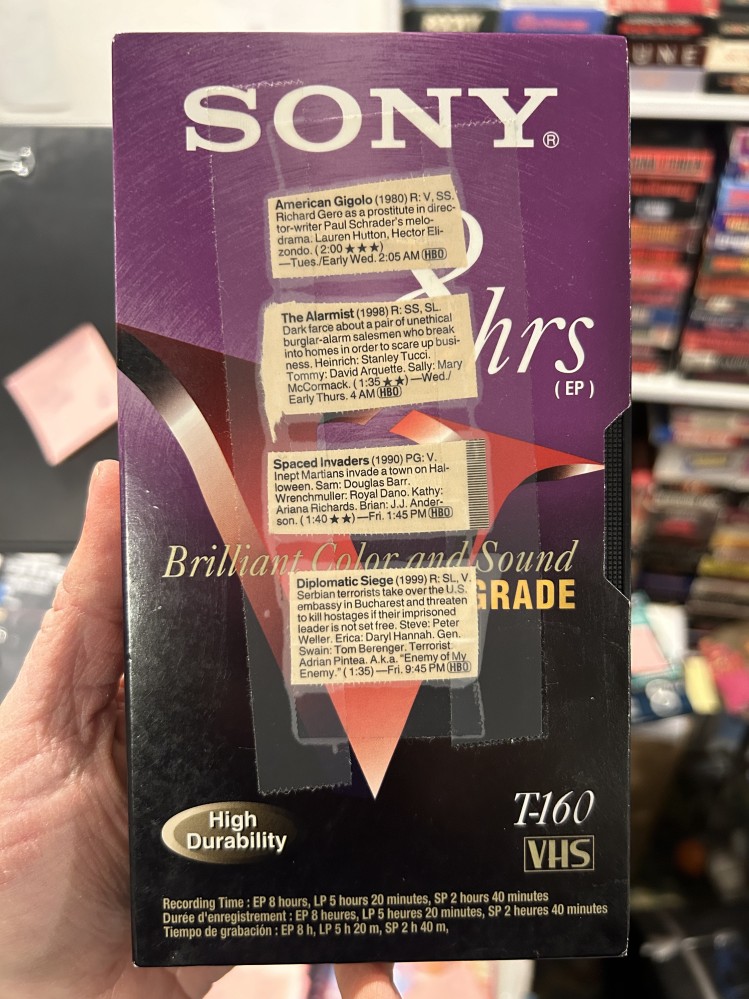 SONY®
American Gigolo (1980) R: V, SS.
Richard Gere as a prostitute in direc-
tor-writer Paul Schrader's melo-
drama. Lauren Hutton, Hector Eli-
zondo. (2:00 ★★★)
—Tues./Early Wed. 2:05 AM (HBO)
8 hrs
(EP)
The Alarmist (1998) R: SS, SL.
Dark farce about a pair of unethical
burglar-alarm salesmen who break
into homes in order to scare up busi-
ness. Heinrich: Stanley Tucci.
Tommy: David Arquette. Sally: Mary
McCormack. (1:35 ★★)—Wed./
Early Thurs. 4 AM (HBO)
Spaced Invaders (1990) PG: V.
Inept Martians invade a town on Hal-
loween. Sam: Douglas Barr.
Wrenchmuller: Royal Dano. Kathy:
Ariana Richards. Brian: J.J. Ander-
son. (1:40 ★★)—Fri. 1:45 PM (HBO)
Brilliant Color and Sound
GRADE
Diplomatic Siege (1999) R: SL, V.
Serbian terrorists take over the U.S.
embassy in Bucharest and threaten
to kill hostages if their imprisoned
leader is not set free. Steve: Peter
Weller. Erica: Daryl Hannah. Gen.
Swain: Tom Berenger. Terrorist:
Adrian Pintea. A.k.a. "Enemy of My
Enemy." (1:35)—Fri. 9:45 PM (HBO)
High
Durability
T-160
VHS
Recording Time : EP 8 hours, LP 5 hours 20 minutes, SP 2 hours 40 minutes
Durée d'enregistrement : EP 8 heures, LP 5 heures 20 minutes, SP 2 heures 40 minutes
Tiempo de grabación : EP 8 h, LP 5 h 20 m, SP 2 h 40 m,